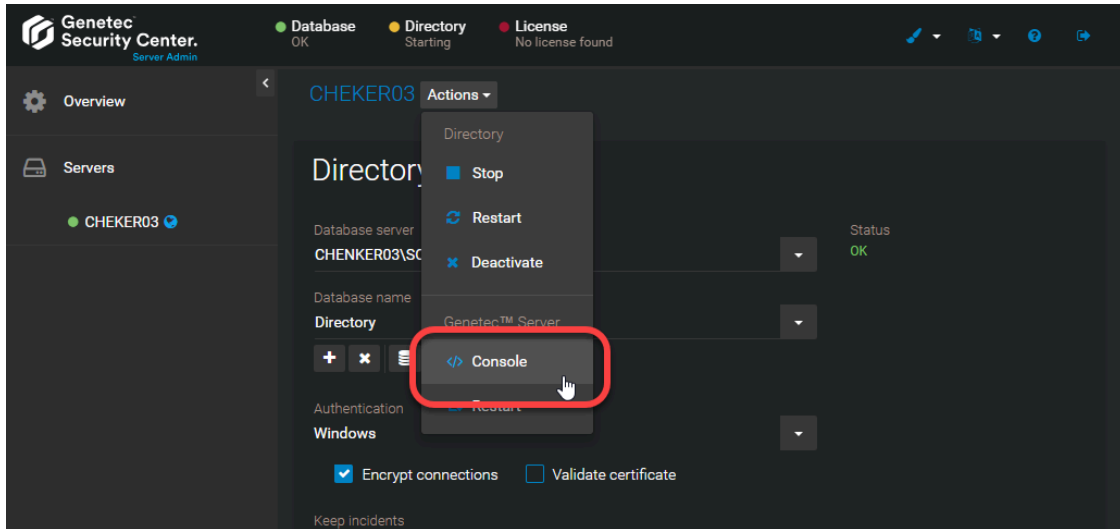 Genetec
Security Center.
Server Admin
Database
OK
Directory
Starting
License
No license found
Overview
Servers
CHEKER03
CHEKER03 Actions
Directory
Stop
Restart
Deactivate
Genetec™ Server
Console
Restart
Directory
Database server
CHENKER03\SC
Status
OK
Database name
Directory
Authentication
Windows
Encrypt connections
Validate certificate
Keep incidents